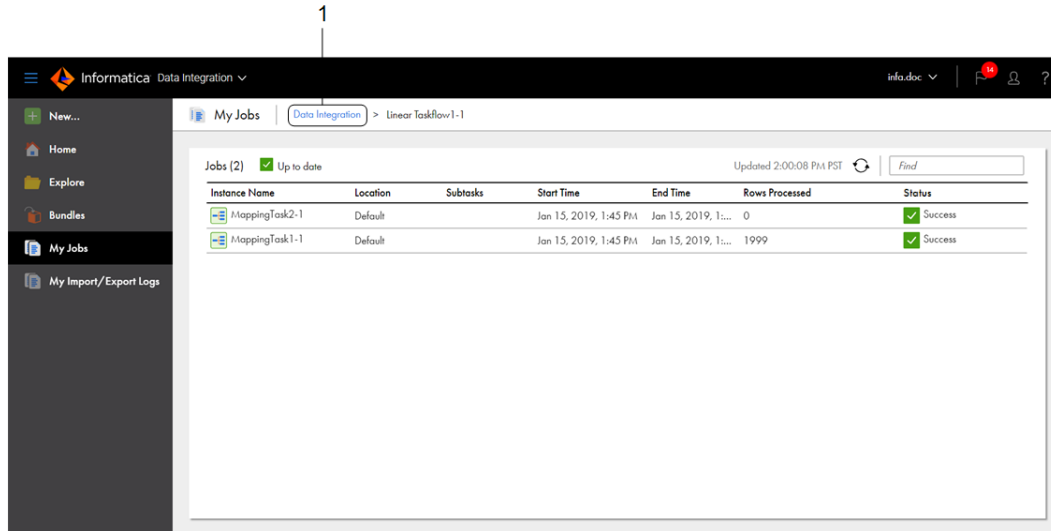 1
Informatica Data Integration
infa.doc
14
?
New...
My Jobs Data Integration > Linear Taskflow1-1
Home
Explore
Bundles
My Jobs
My Import/Export Logs
Jobs (2) Up to date Updated 2:00:08 PM PST Find
Instance Name Location Subtasks Start Time End Time Rows Processed Status
MappingTask2-1 Default Jan 15, 2019, 1:45 PM Jan 15, 2019, 1:... 0 Success
MappingTask1-1 Default Jan 15, 2019, 1:45 PM Jan 15, 2019, 1:... 1999 Success